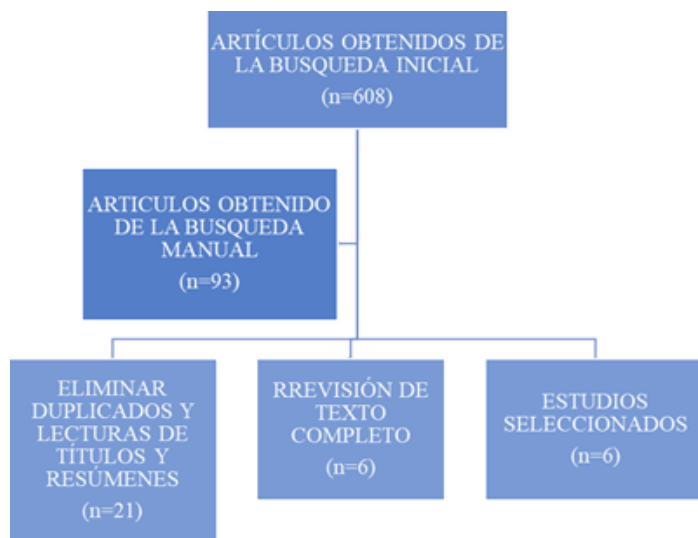 ARTÍCULOS OBTENIDOS DE
LA BUSQUEDA INICIAL
(n=608)
ARTICULOS OBTENIDO
DE LA BUSQUEDA
MANUAL
(n=93)
ELIMINAR
DUPLICADOS Y
LECTURAS DE
TÍTULOS Y
RESÚMENES
(n=21)
RREVISIÓN DE
TEXTO
COMPLETO
(n=6)
ESTUDIOS
SELECCIONADOS
(n=6)